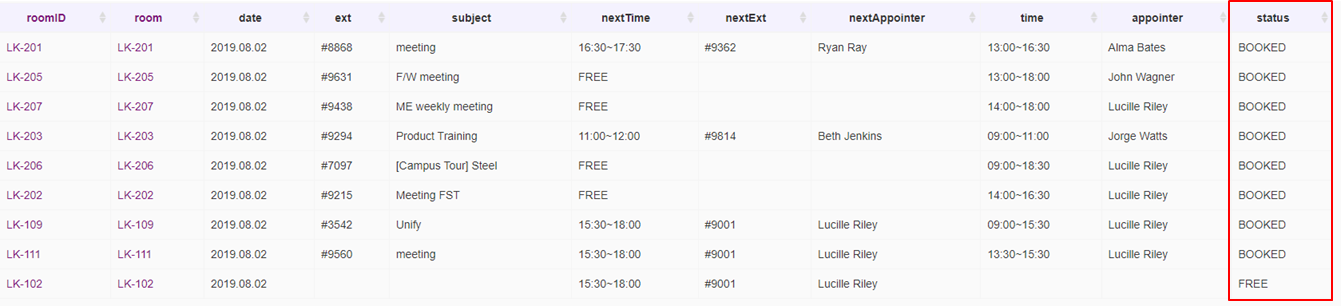 roomID room date ext subject nextTime nextExt nextAppointer time appointer status
LK-201 LK-201 2019.08.02 #8868 meeting 16:30~17:30 #9362 Ryan Ray 13:00~16:30 Alma Bates BOOKED
LK-205 LK-205 2019.08.02 #9631 F/W meeting FREE 13:00~18:00 John Wagner BOOKED
LK-207 LK-207 2019.08.02 #9438 ME weekly meeting FREE 14:00~18:00 Lucille Riley BOOKED
LK-203 LK-203 2019.08.02 #9294 Product Training 11:00~12:00 #9814 Beth Jenkins 09:00~11:00 Jorge Watts BOOKED
LK-206 LK-206 2019.08.02 #7097 [Campus Tour] Steel FREE 09:00~18:30 Lucille Riley BOOKED
LK-202 LK-202 2019.08.02 #9215 Meeting FST FREE 14:00~16:30 Lucille Riley BOOKED
LK-109 LK-109 2019.08.02 #3542 Unify 15:30~18:00 #9001 Lucille Riley 09:00~15:30 Lucille Riley BOOKED
LK-111 LK-111 2019.08.02 #9560 meeting 15:30~18:00 #9001 Lucille Riley 13:30~15:30 Lucille Riley BOOKED
LK-102 LK-102 2019.08.02 15:30~18:00 #9001 Lucille Riley FREE